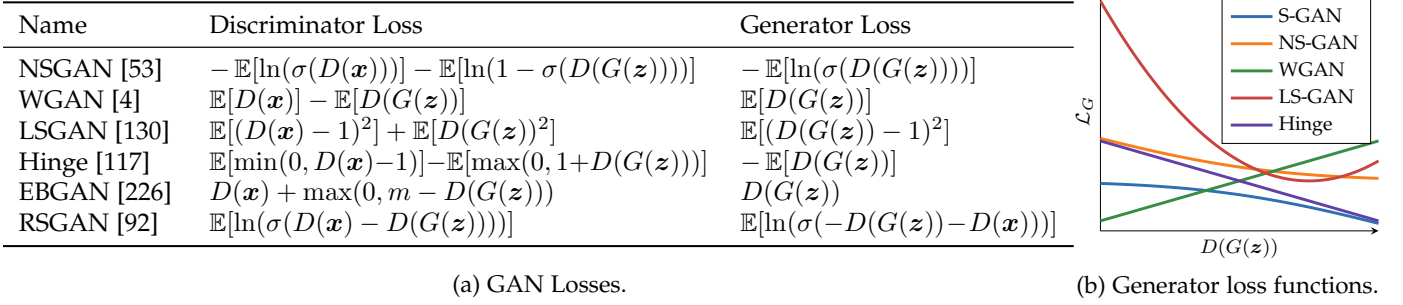 Name Discriminator Loss Generator Loss
NSGAN [53] − 𝔼[ln(σ(D(𝒙)))] − 𝔼[ln(1 − σ(D(G(𝒛))))] − 𝔼[ln(σ(D(G(𝒛))))]
WGAN [4] 𝔼[D(𝒙)] − 𝔼[D(G(𝒛))] 𝔼[D(G(𝒛))]
LSGAN [130] 𝔼[(D(𝒙) − 1)²] + 𝔼[D(G(𝒛))²] 𝔼[(D(G(𝒛)) − 1)²]
Hinge [117] 𝔼[min(0, D(𝒙)−1)]−𝔼[max(0, 1+D(G(𝒛)))] − 𝔼[D(G(𝒛))]
EBGAN [226] D(𝒙) + max(0, m − D(G(𝒛))) D(G(𝒛))
RSGAN [92] 𝔼[ln(σ(D(𝒙) − D(G(𝒛))))] 𝔼[ln(σ(−D(G(𝒛))−D(𝒙)))]
(a) GAN Losses.
S-GAN
NS-GAN
WGAN
LS-GAN
Hinge
ℒ_G
D(G(𝒛))
(b) Generator loss functions.